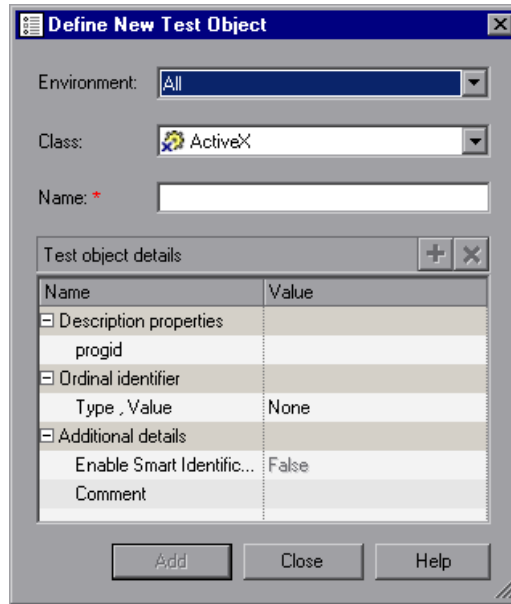 Define New Test Object
Environment: All
Class: ActiveX
Name: *
Test object details
Name Value
Description properties
progid
Ordinal identifier
Type , Value None
Additional details
Enable Smart Identific... False
Comment
Add Close Help